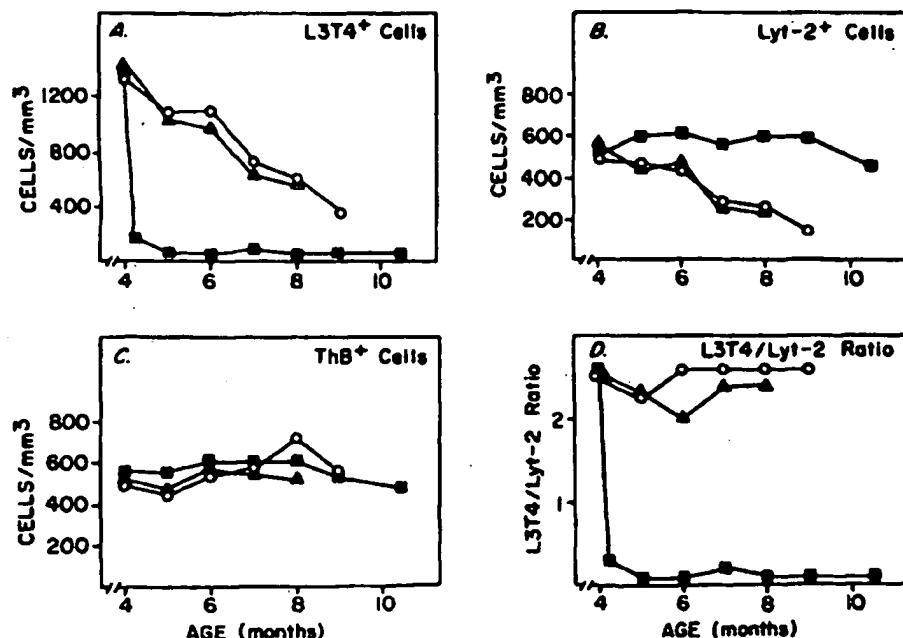 A. L3T4+ Cells
CELLS/mm3
1200
800
400
4 6 8 10
B. Lyt-2+ Cells
CELLS/mm3
800
600
400
200
4 6 8 10
C. ThB+ Cells
CELLS/mm3
800
600
400
200
4 6 8 10
AGE (months)
D. L3T4/Lyt-2 Ratio
L3T4/Lyt-2 Ratio
2
1
4 6 8 10
AGE (months)